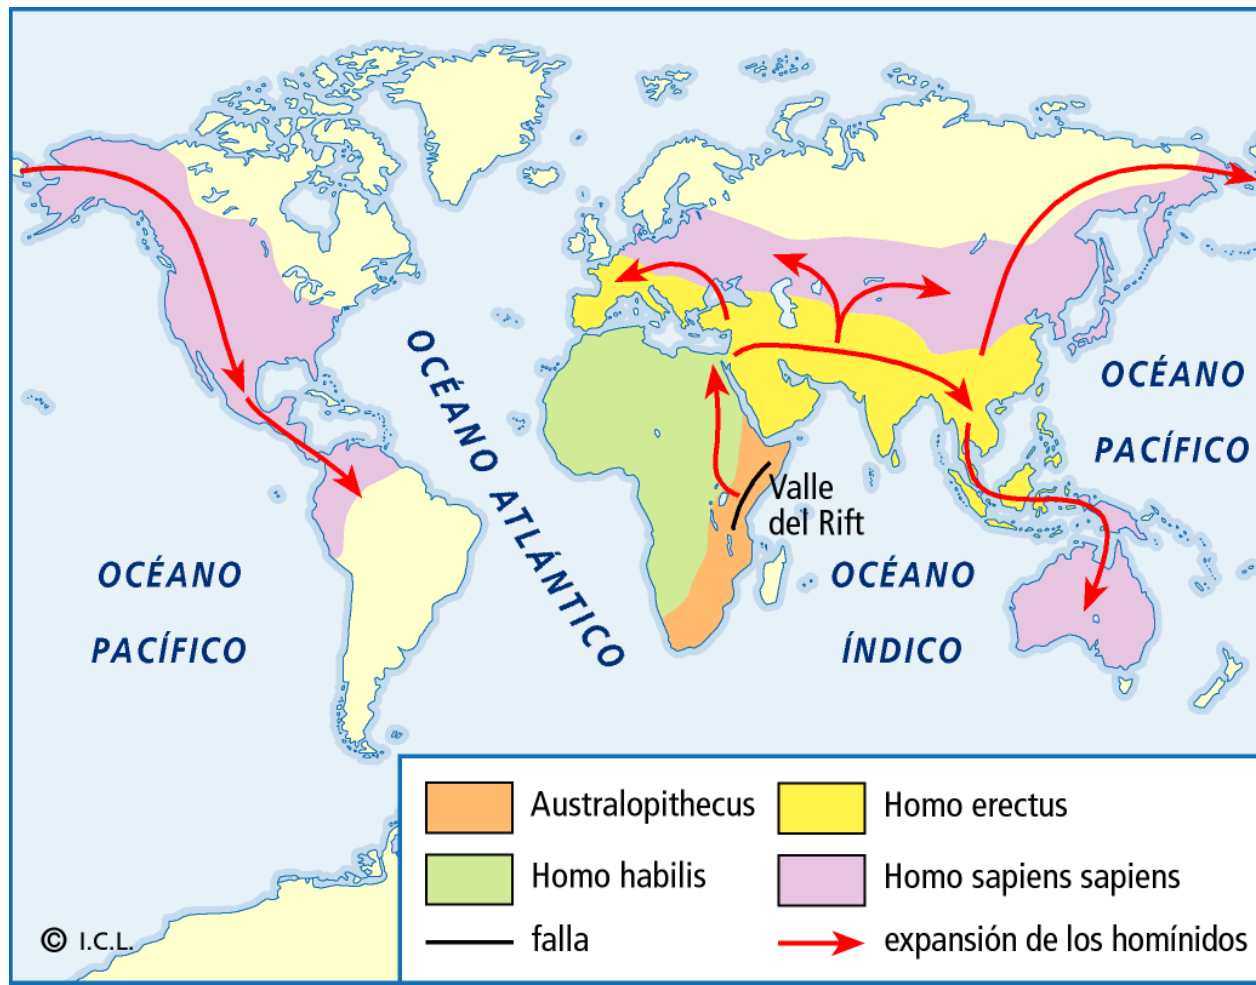 OCÉANO
PACÍFICO
OCÉANO ATLÁNTICO
Valle
del Rift
OCÉANO
ÍNDICO
OCÉANO
PACÍFICO
Australopithecus
Homo erectus
Homo habilis
Homo sapiens sapiens
falla
expansión de los homínidos
© I.C.L.